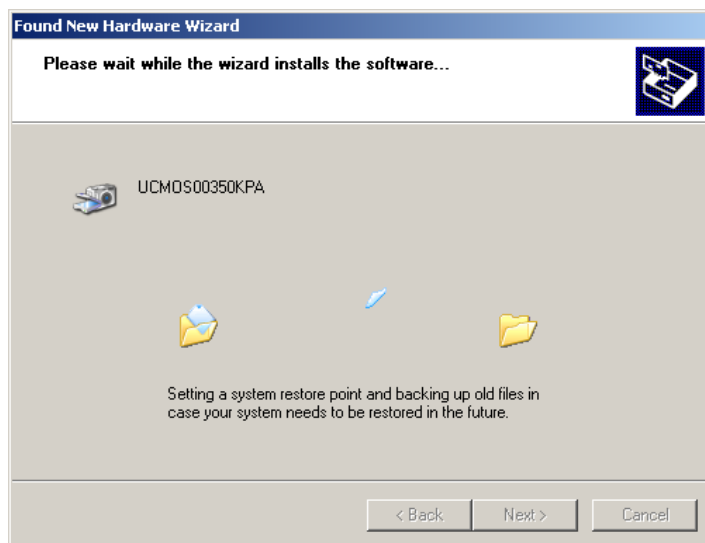 Found New Hardware Wizard
Please wait while the wizard installs the software...
UCMOS00350KPA
Setting a system restore point and backing up old files in
case your system needs to be restored in the future.
< Back
Next >
Cancel